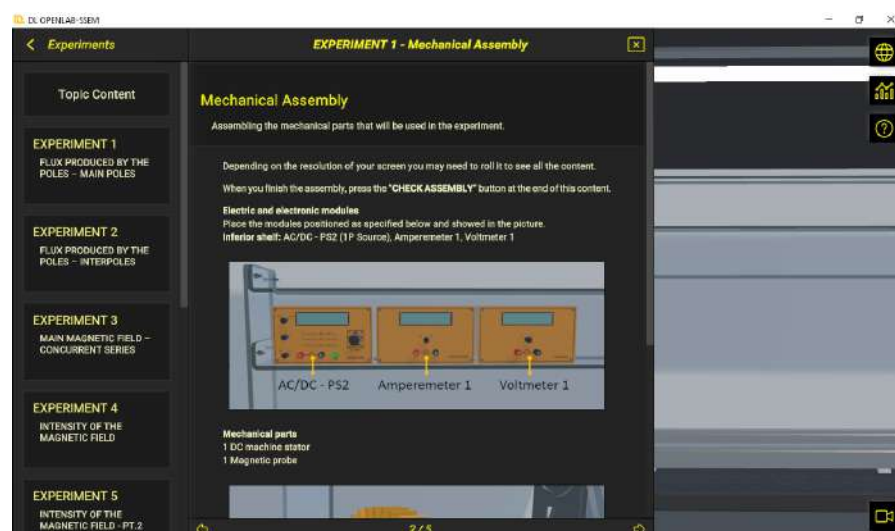 DL OPENLAB-SSEM
Experiments
EXPERIMENT 1 - Mechanical Assembly
Topic Content
EXPERIMENT 1
FLUX PRODUCED BY THE
POLES – MAIN POLES
EXPERIMENT 2
FLUX PRODUCED BY THE
POLES – INTERPOLES
EXPERIMENT 3
MAIN MAGNETIC FIELD –
CONCURRENT SERIES
EXPERIMENT 4
INTENSITY OF THE
MAGNETIC FIELD
EXPERIMENT 5
INTENSITY OF THE
MAGNETIC FIELD - PT.2
Mechanical Assembly
Assembling the mechanical parts that will be used in the experiment.
Depending on the resolution of your screen you may need to roll it to see all the content.
When you finish the assembly, press the "CHECK ASSEMBLY" button at the end of this content.
Electric and electronic modules
Place the modules positioned as specified below and showed in the picture.
Inferior shelf: AC/DC - PS2 (1P Source), Amperemeter 1, Voltmeter 1
AC/DC - PS2 Amperemeter 1 Voltmeter 1
Mechanical parts
1 DC machine stator
1 Magnetic probe
2/5